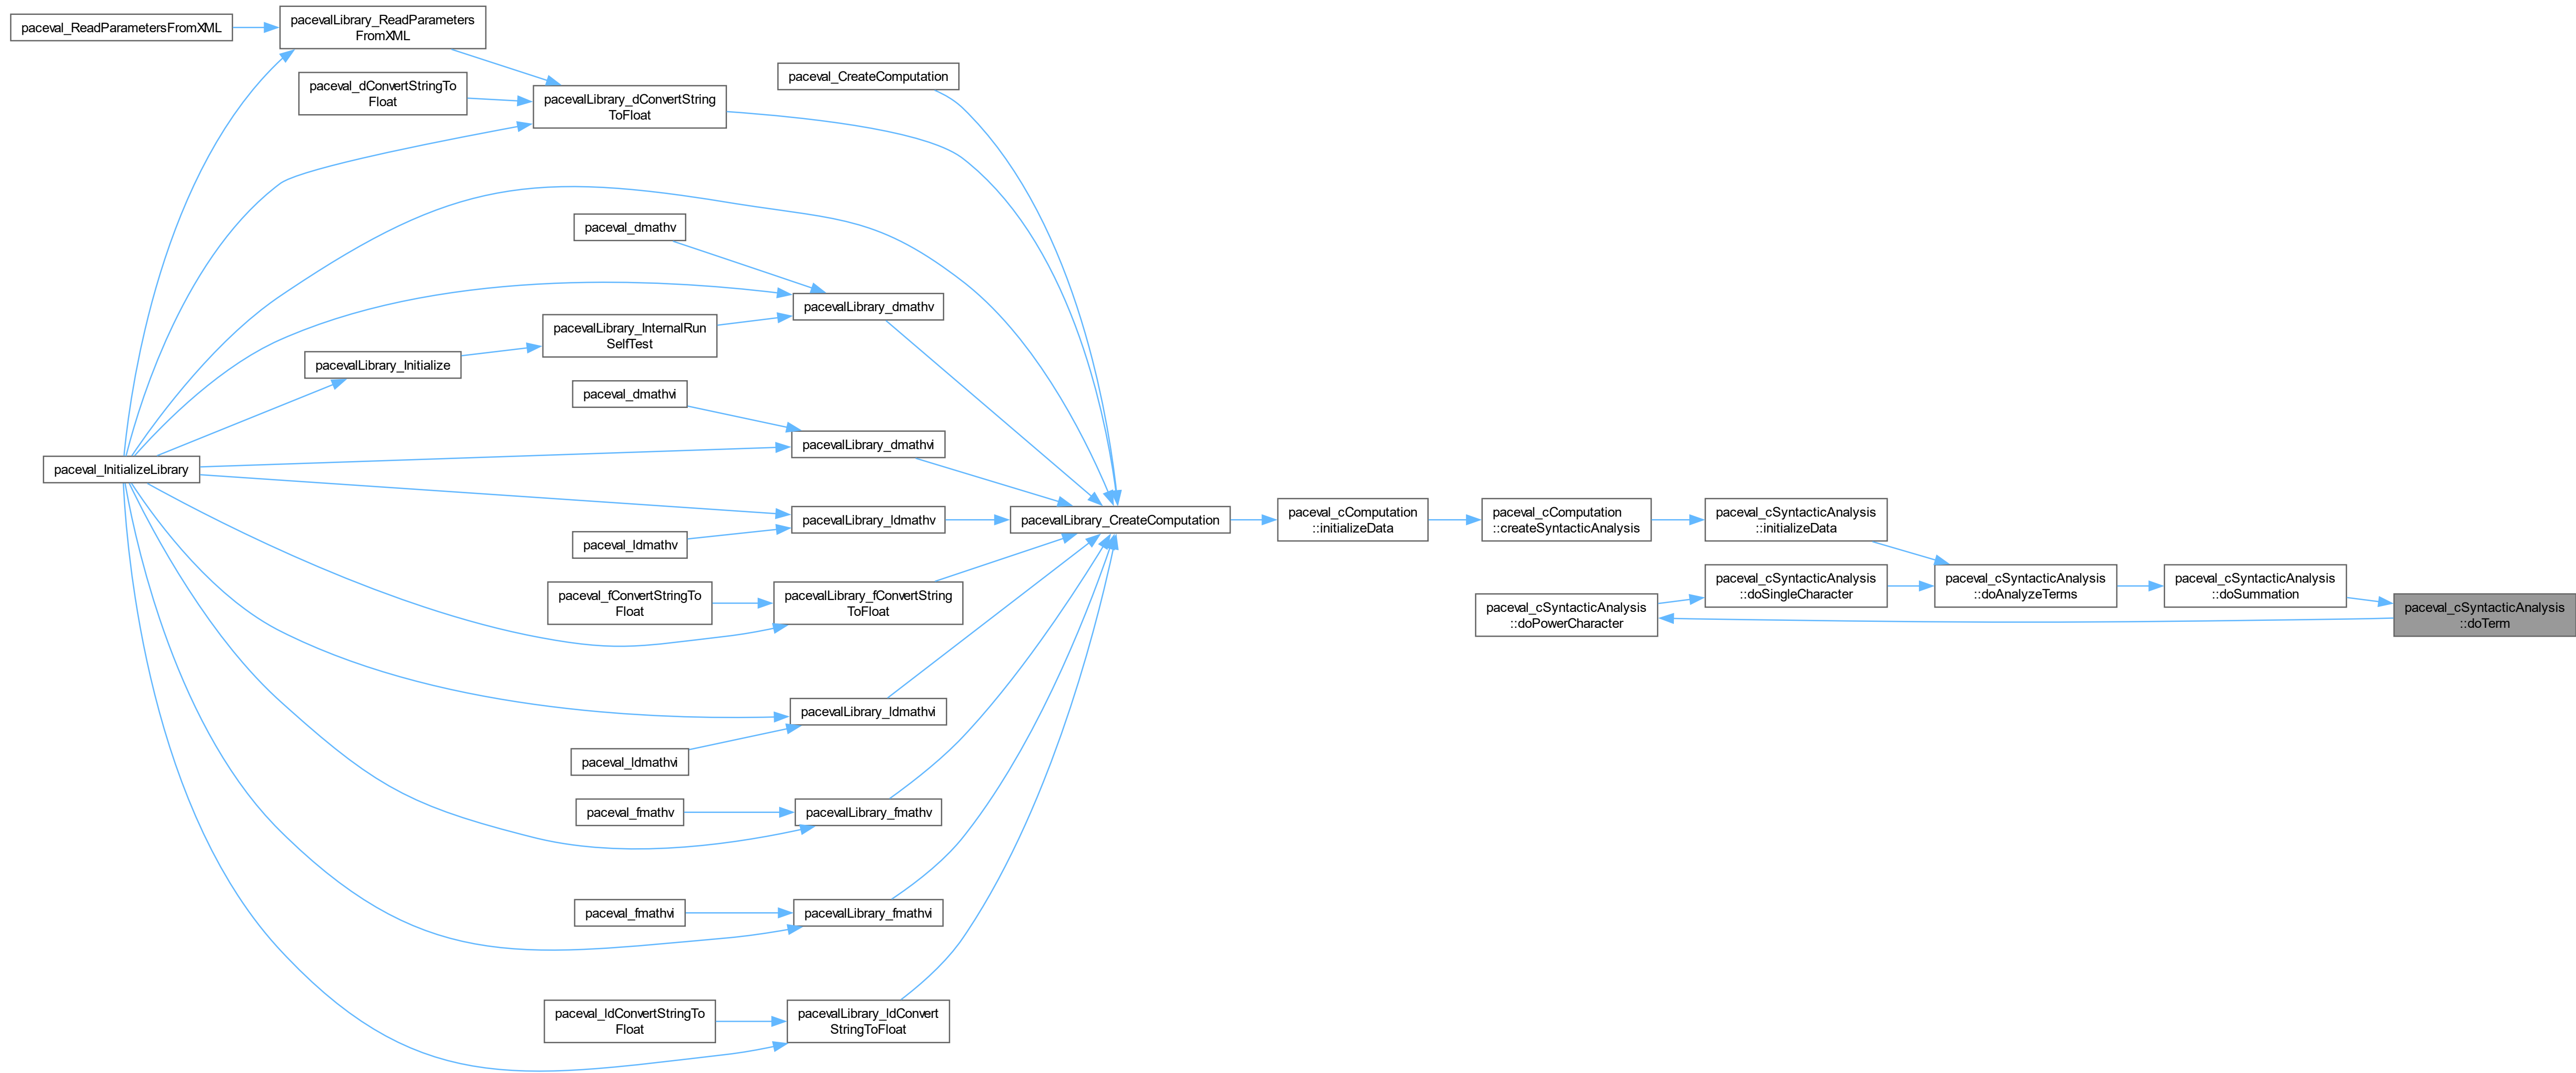 paceval_ReadParametersFromXML
pacevalLibrary_ReadParameters
FromXML
paceval_dConvertStringTo
Float
pacevalLibrary_dConvertString
ToFloat
paceval_CreateComputation
paceval_dmathv
pacevalLibrary_dmathv
pacevalLibrary_InternalRun
SelfTest
pacevalLibrary_Initialize
paceval_dmathvi
pacevalLibrary_dmathvi
paceval_InitializeLibrary
pacevalLibrary_ldmathv
paceval_ldmathv
pacevalLibrary_CreateComputation
paceval_cComputation
::initializeData
paceval_cComputation
::createSyntacticAnalysis
paceval_cSyntacticAnalysis
::initializeData
paceval_fConvertStringTo
Float
pacevalLibrary_fConvertString
ToFloat
paceval_cSyntacticAnalysis
::doPowerCharacter
paceval_cSyntacticAnalysis
::doSingleCharacter
paceval_cSyntacticAnalysis
::doAnalyzeTerms
paceval_cSyntacticAnalysis
::doSummation
paceval_cSyntacticAnalysis
::doTerm
pacevalLibrary_ldmathvi
paceval_ldmathvi
paceval_fmathv
pacevalLibrary_fmathv
paceval_fmathvi
pacevalLibrary_fmathvi
paceval_ldConvertStringTo
Float
pacevalLibrary_ldConvert
StringToFloat